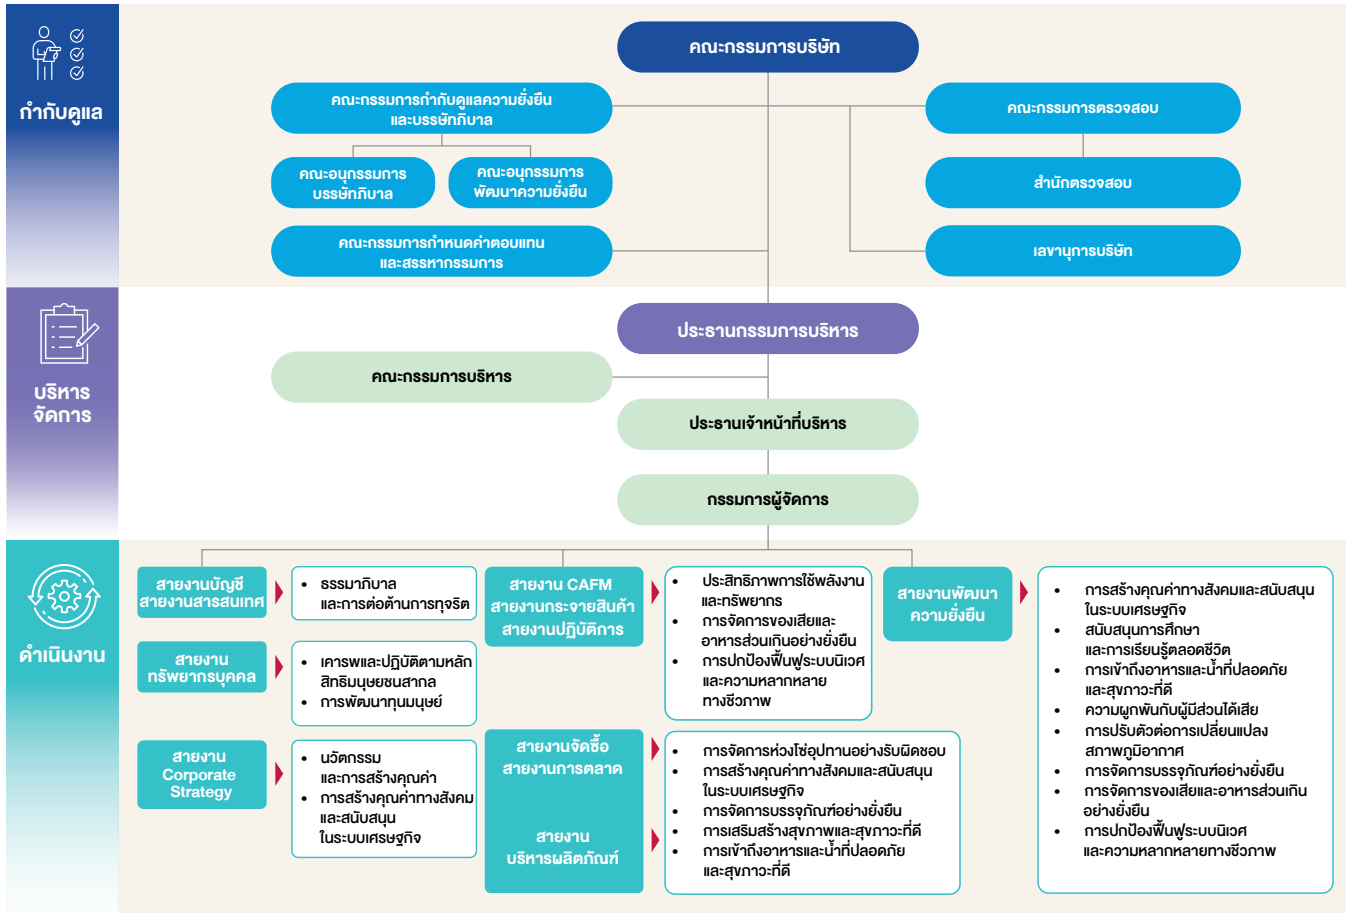 กำกับดูแล
คณะกรรมการบริษัท
คณะกรรมการกำกับดูแลความยั่งยืน
และบรรษัทภิบาล
คณะอนุกรรมการ
บรรษัทภิบาล
คณะอนุกรรมการ
พัฒนาความยั่งยืน
คณะกรรมการกำหนดค่าตอบแทน
และสรรหากรรมการ
คณะกรรมการตรวจสอบ
สำนักตรวจสอบ
เลขานุการบริษัท
บริหาร
จัดการ
ประธานกรรมการบริหาร
คณะกรรมการบริหาร
ประธานเจ้าหน้าที่บริหาร
กรรมการผู้จัดการ
ดำเนินงาน
สายงานบัญชี
สายงานสารสนเทศ
• ธรรมาภิบาล
และการต่อต้านการทุจริต
สายงาน
ทรัพยากรบุคคล
• เคารพและปฏิบัติตามหลัก
สิทธิมนุษยชนสากล
• การพัฒนาทุนมนุษย์
สายงาน
Corporate
Strategy
• นวัตกรรม
และการสร้างคุณค่า
• การสร้างคุณค่าทางสังคม
และสนับสนุน
ในระบบเศรษฐกิจ
สายงาน CAFM
สายงานกระจายสินค้า
สายงานปฏิบัติการ
• ประสิทธิภาพการใช้พลังงาน
และทรัพยากร
• การจัดการของเสียและ
อาหารส่วนเกินอย่างยั่งยืน
• การปกป้องฟื้นฟูระบบนิเวศ
และความหลากหลาย
ทางชีวภาพ
สายงานจัดซื้อ
สายงานการตลาด
สายงาน
บริหารผลิตภัณฑ์
• การจัดการห่วงโซ่อุปทานอย่างรับผิดชอบ
• การสร้างคุณค่าทางสังคมและสนับสนุน
ในระบบเศรษฐกิจ
• การจัดการบรรจุภัณฑ์อย่างยั่งยืน
• การเสริมสร้างสุขภาพและสุขภาวะที่ดี
• การเข้าถึงอาหารและน้ำที่ปลอดภัย
และสุขภาวะที่ดี
สายงานพัฒนา
ความยั่งยืน
• การสร้างคุณค่าทางสังคมและสนับสนุน
ในระบบเศรษฐกิจ
• สนับสนุนการศึกษา
และการเรียนรู้ตลอดชีวิต
• การเข้าถึงอาหารและน้ำที่ปลอดภัย
และสุขภาวะที่ดี
• ความผูกพันกับผู้มีส่วนได้เสีย
• การปรับตัวต่อการเปลี่ยนแปลง
สภาพภูมิอากาศ
• การจัดการบรรจุภัณฑ์อย่างยั่งยืน
• การจัดการของเสียและอาหารส่วนเกิน
อย่างยั่งยืน
• การปกป้องฟื้นฟูระบบนิเวศ
และความหลากหลายทางชีวภาพ